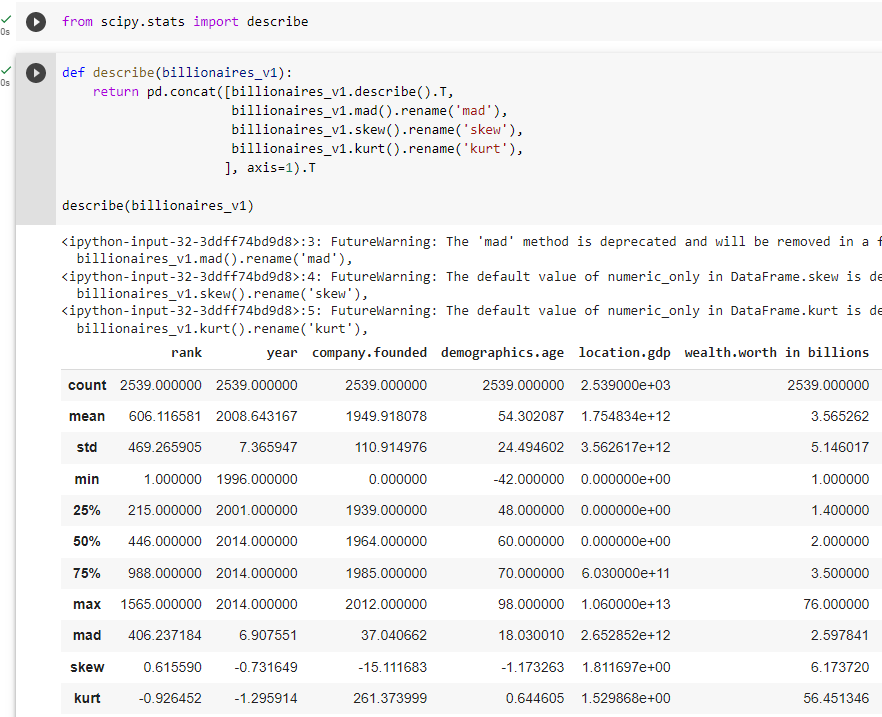 0s
from scipy.stats import describe
0s
def describe(billionaires_v1):
    return pd.concat([billionaires_v1.describe().T,
                      billionaires_v1.mad().rename('mad'),
                      billionaires_v1.skew().rename('skew'),
                      billionaires_v1.kurt().rename('kurt'),
                     ], axis=1).T
describe(billionaires_v1)
<ipython-input-32-3ddff74bd9d8>:3: FutureWarning: The 'mad' method is deprecated and will be removed in a f
  billionaires_v1.mad().rename('mad'),
<ipython-input-32-3ddff74bd9d8>:4: FutureWarning: The default value of numeric_only in DataFrame.skew is de
  billionaires_v1.skew().rename('skew'),
<ipython-input-32-3ddff74bd9d8>:5: FutureWarning: The default value of numeric_only in DataFrame.kurt is de
  billionaires_v1.kurt().rename('kurt'),
rank year company.founded demographics.age location.gdp wealth.worth in billions
count 2539.000000 2539.000000 2539.000000 2539.000000 2.539000e+03 2539.000000
mean 606.116581 2008.643167 1949.918078 54.302087 1.754834e+12 3.565262
std 469.265905 7.365947 110.914976 24.494602 3.562617e+12 5.146017
min 1.000000 1996.000000 0.000000 -42.000000 0.000000e+00 1.000000
25% 215.000000 2001.000000 1939.000000 48.000000 0.000000e+00 1.400000
50% 446.000000 2014.000000 1964.000000 60.000000 0.000000e+00 2.000000
75% 988.000000 2014.000000 1985.000000 70.000000 6.030000e+11 3.500000
max 1565.000000 2014.000000 2012.000000 98.000000 1.060000e+13 76.000000
mad 406.237184 6.907551 37.040662 18.030010 2.652852e+12 2.597841
skew 0.615590 -0.731649 -15.111683 -1.173263 1.811697e+00 6.173720
kurt -0.926452 -1.295914 261.373999 0.644605 1.529868e+00 56.451346